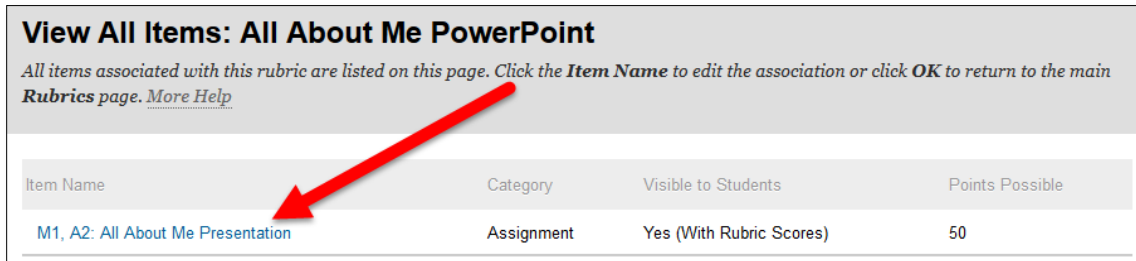 View All Items: All About Me PowerPoint
All items associated with this rubric are listed on this page. Click the Item Name to edit the association or click OK to return to the main
Rubrics page. More Help
Item Name Category Visible to Students Points Possible
M1, A2: All About Me Presentation Assignment Yes (With Rubric Scores) 50